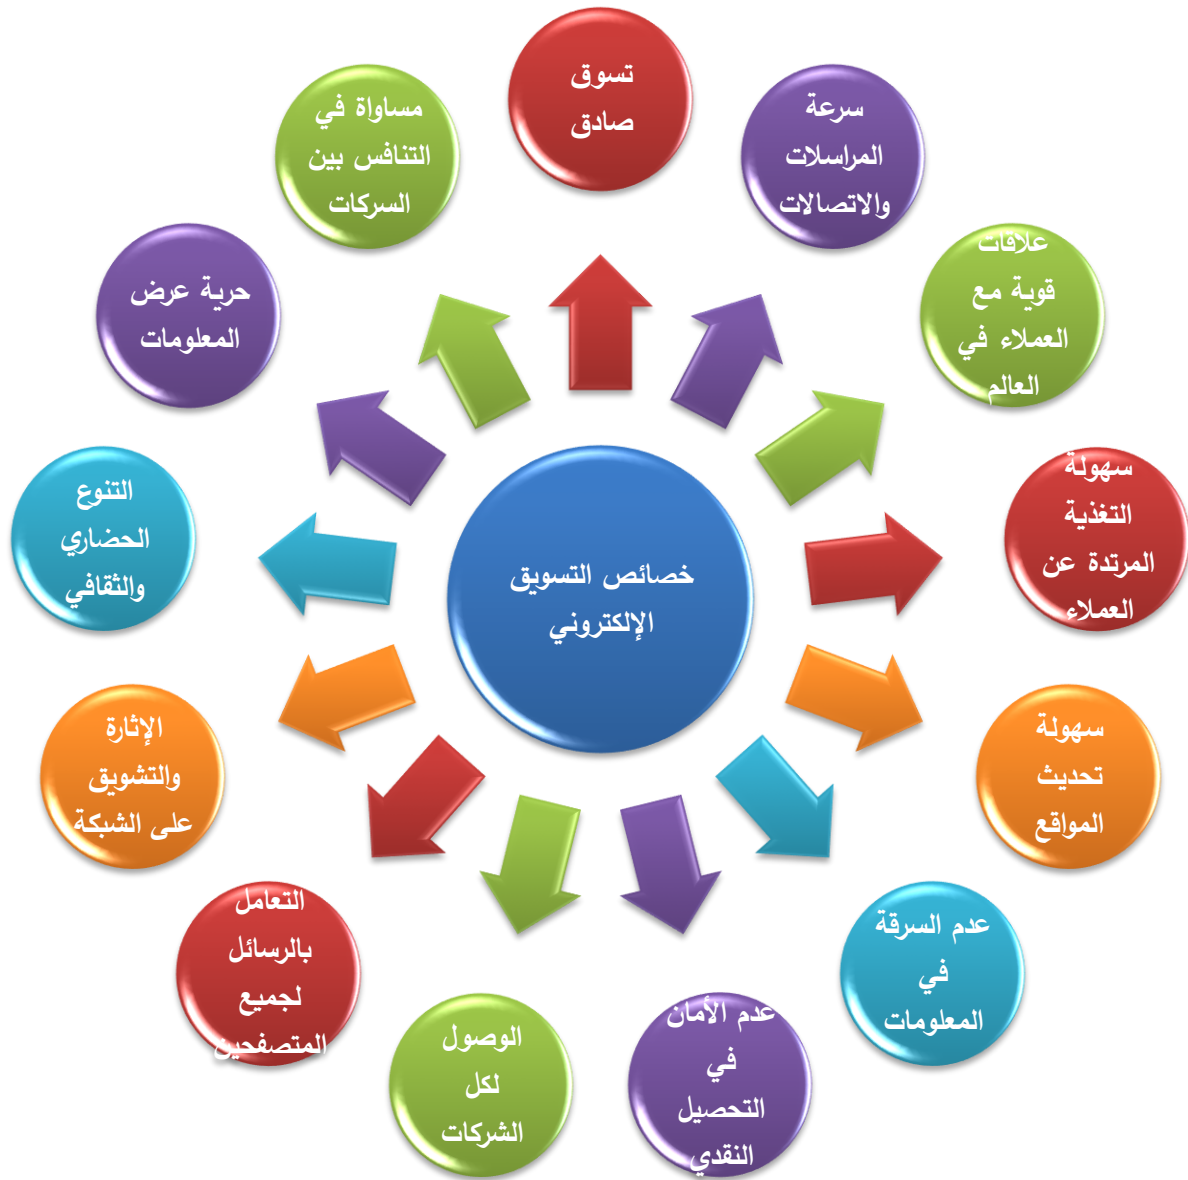 تسوق
صادق
سرعة
المراسلات
والاتصالات
علاقات
قوية مع
العملاء في
العالم
سهولة
التغذية
المرتدة عن
العملاء
سهولة
تحديث
المواقع
عدم السرقة
في
المعلومات
عدم الأمان
في
التحصيل
النقدي
الوصول
لكل
الشركات
التعامل
بالرسائل
لجميع
المتصفحين
الإثارة
والتشويق
على الشبكة
التنوع
الحضاري
والثقافي
حرية عرض
المعلومات
مساواة في
التنافس بين
السركات
خصائص التسويق
الإلكتروني